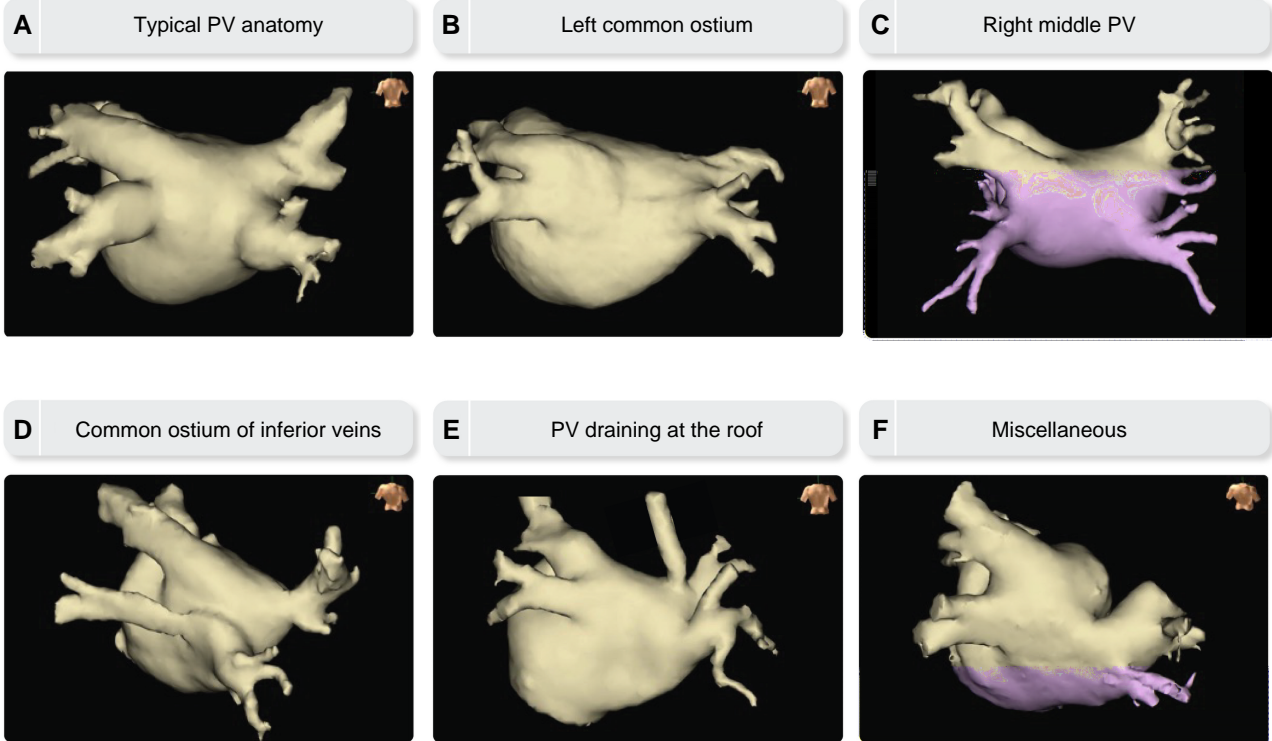 A Typical PV anatomy
B Left common ostium
C Right middle PV
D Common ostium of inferior veins
E PV draining at the roof
F Miscellaneous